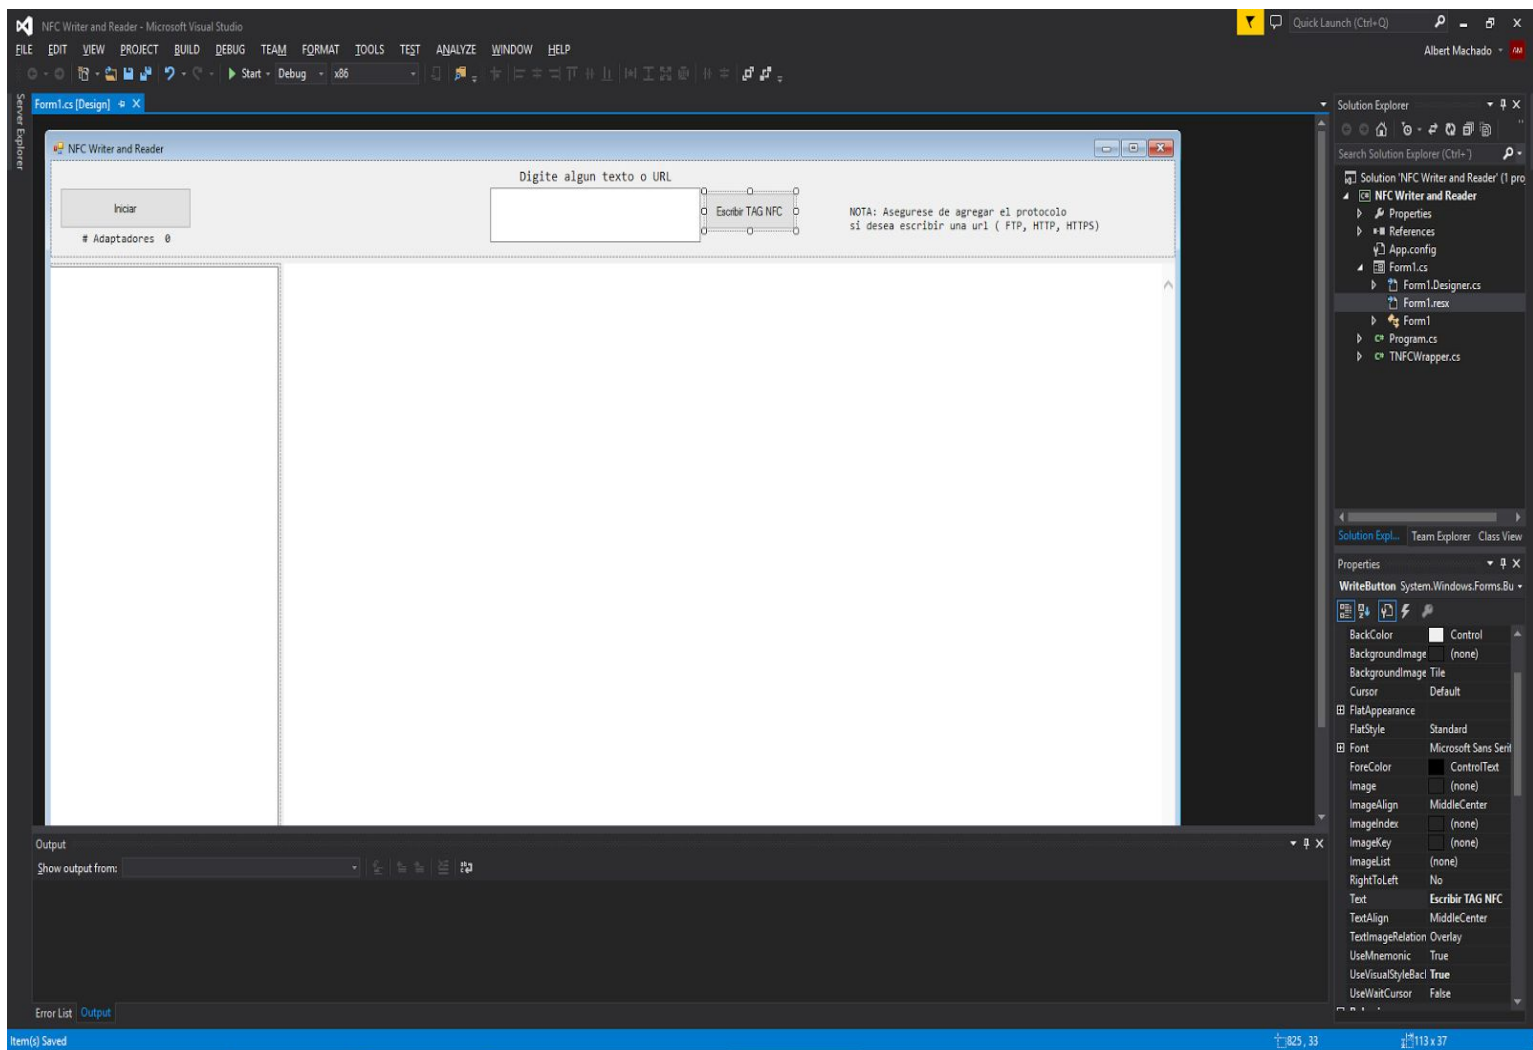 NFC Writer and Reader - Microsoft Visual Studio
Quick Launch (Ctrl+Q)
FILE EDIT VIEW PROJECT BUILD DEBUG TEAM FORMAT TOOLS TEST ANALYZE WINDOW HELP
Albert Machado AM
Start Debug x86
Server Explorer
Form1.cs [Design]
NFC Writer and Reader
Digite algun texto o URL
Iniciar
Escribir TAG NFC
NOTA: Asegurese de agregar el protocolo
si desea escribir una url ( FTP, HTTP, HTTPS)
# Adaptadores 0
Solution Explorer
Search Solution Explorer (Ctrl+¨)
Solution 'NFC Writer and Reader' (1 pro
NFC Writer and Reader
Properties
References
App.config
Form1.cs
Form1.Designer.cs
Form1.resx
Form1
Program.cs
TNFCWrapper.cs
Solution Expl... Team Explorer Class View
Properties
WriteButton System.Windows.Forms.Bu
BackColor Control
BackgroundImage (none)
BackgroundImage Tile
Cursor Default
FlatAppearance
FlatStyle Standard
Font Microsoft Sans Serif
ForeColor ControlText
Image (none)
ImageAlign MiddleCenter
ImageIndex (none)
ImageKey (none)
ImageList (none)
RightToLeft No
Text Escribir TAG NFC
TextAlign MiddleCenter
TextImageRelation Overlay
UseMnemonic True
UseVisualStyleBacl True
UseWaitCursor False
Output
Show output from:
Error List Output
Item(s) Saved
825 , 33
113 x 37